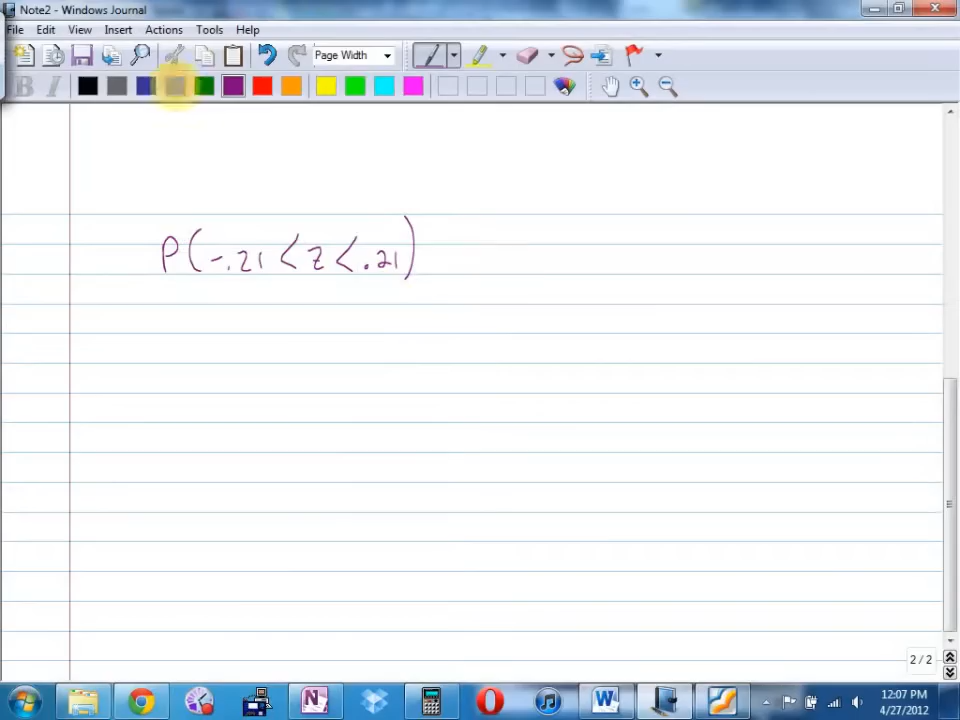 Note2 - Windows Journal
File Edit View Insert Actions Tools Help
Page Width
B I
P(-.21 < z < .21)
2 / 2
12:07 PM
4/27/2012